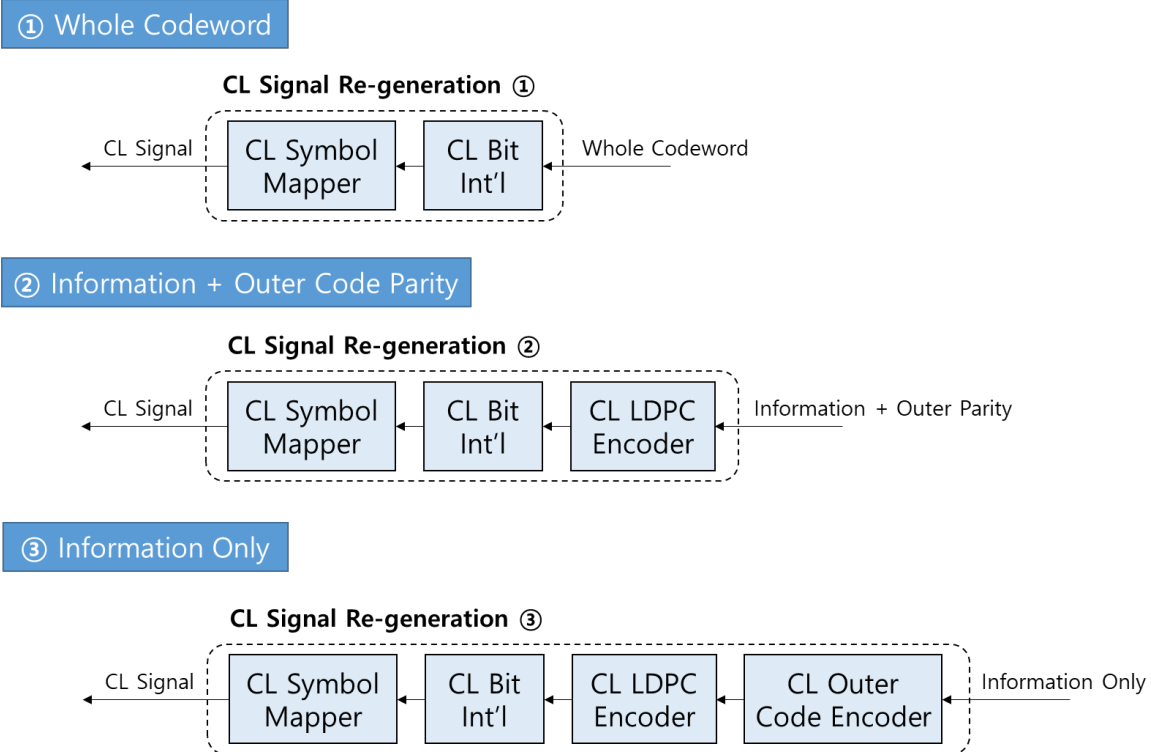 ① Whole Codeword
CL Signal Re-generation ①
CL Signal
CL Symbol
Mapper
CL Bit
Int'l
Whole Codeword
② Information + Outer Code Parity
CL Signal Re-generation ②
CL Signal
CL Symbol
Mapper
CL Bit
Int'l
CL LDPC
Encoder
Information + Outer Parity
③ Information Only
CL Signal Re-generation ③
CL Signal
CL Symbol
Mapper
CL Bit
Int'l
CL LDPC
Encoder
CL Outer
Code Encoder
Information Only